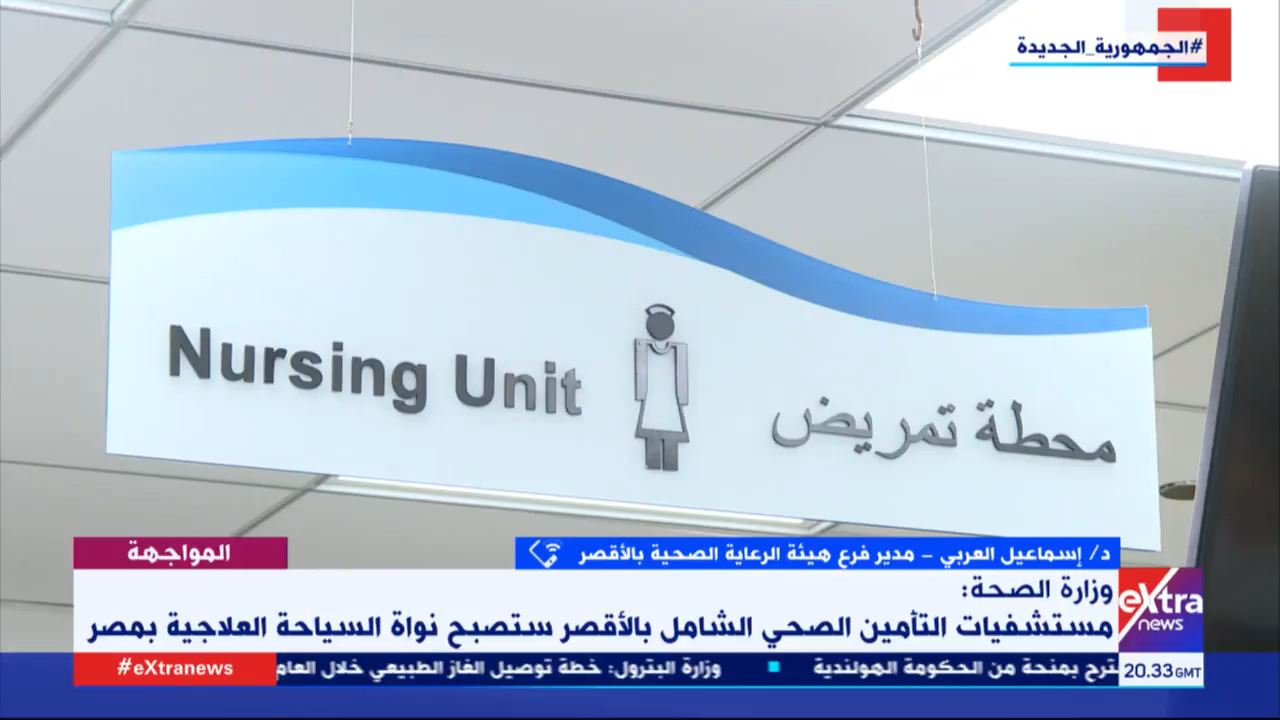 #الجمهورية_الجديدة
Nursing Unit
محطة تمريض
المواجهة
د/ إسماعيل العربي – مدير فرع هيئة الرعاية الصحية بالأقصر
وزارة الصحة:
مستشفيات التأمين الصحي الشامل بالأقصر ستصبح نواة السياحة العلاجية بمصر
eXtra
news
#eXtranews
بمنحة من الحكومة الهولندية ■ وزارة البترول: خطة توصيل الغاز الطبيعي خلال العام
20.33 GMT